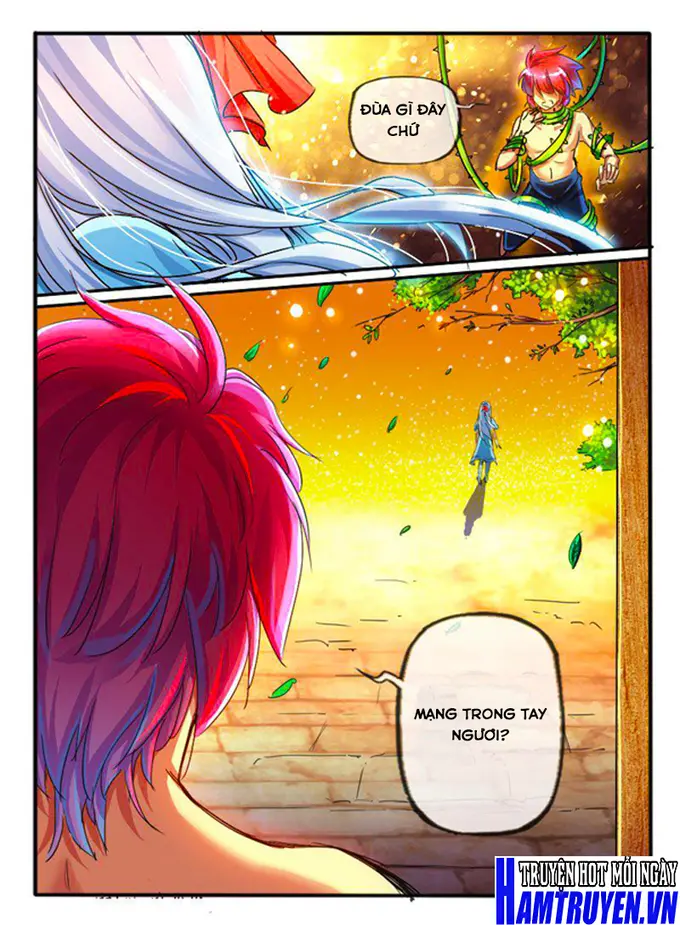 ĐÙA GÌ ĐÂY
CHỨ
MẠNG TRONG TAY
NGƯƠI?
TRUYỆN HOT MỖI NGÀY
HAMTRUYEN.VN